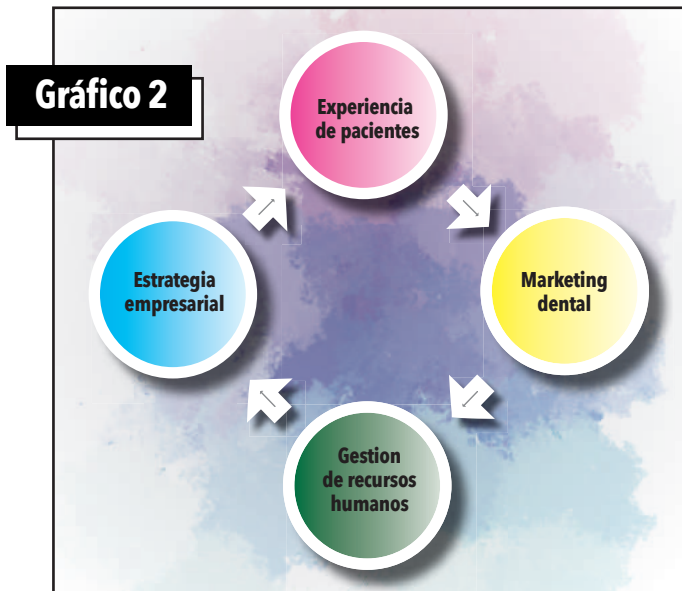 Gráfico 2
Experiencia
de pacientes
Estrategia
empresarial
Marketing
dental
Gestion
de recursos
humanos